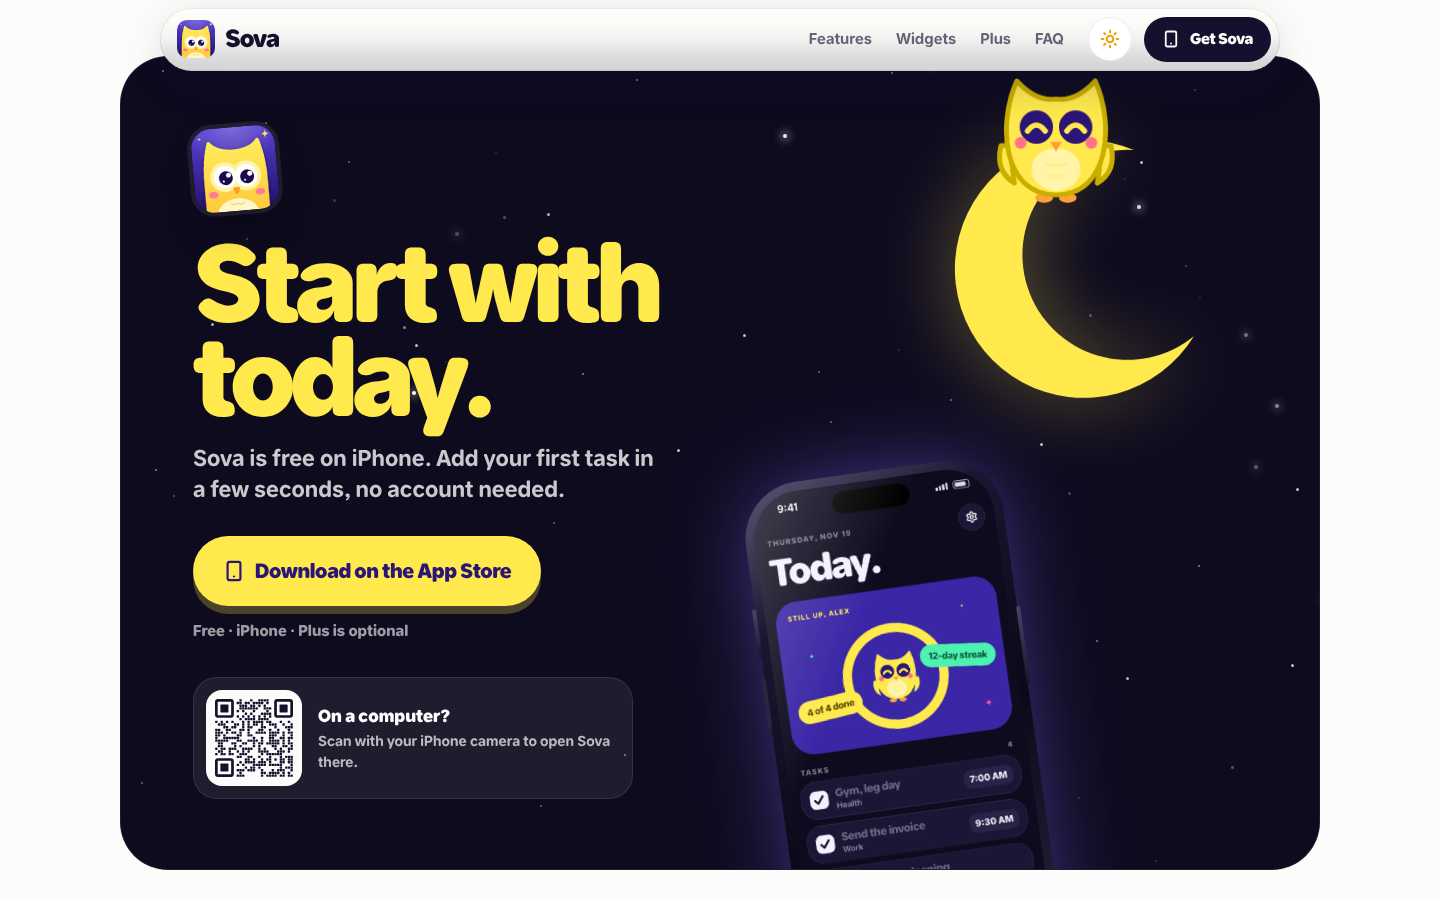 Sova
Features
Widgets
Plus
FAQ
Get Sova
Start with
today.
Sova is free on iPhone. Add your first task in
a few seconds, no account needed.
Download on the App Store
Free · iPhone · Plus is optional
On a computer?
Scan with your iPhone camera to open Sova
there.
9:41
THURSDAY, NOV 19
Today.
STILL UP, ALEX
12-day streak
4 of 4 done
TASKS
4
Gym, leg day
Health
7:00 AM
Send the invoice
Work
9:30 AM